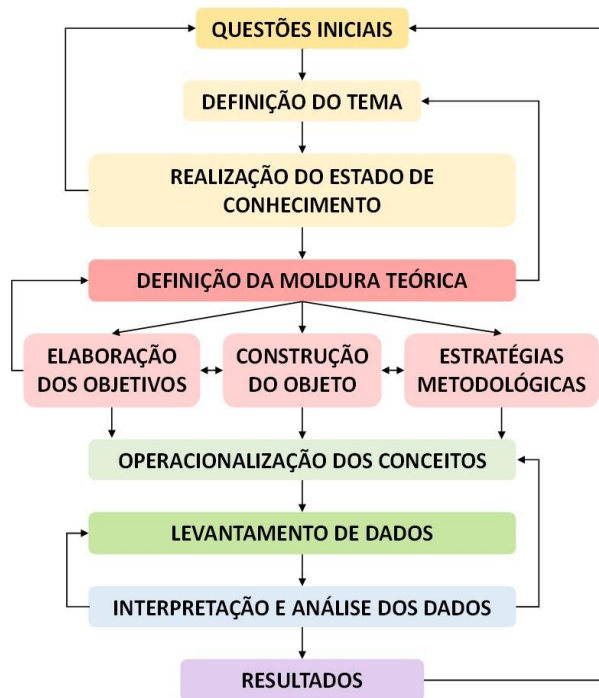 QUESTÕES INICIAIS
DEFINIÇÃO DO TEMA
REALIZAÇÃO DO ESTADO DE
CONHECIMENTO
DEFINIÇÃO DA MOLDURA TEÓRICA
ELABORAÇÃO
DOS OBJETIVOS
CONSTRUÇÃO
DO OBJETO
ESTRATÉGIAS
METODOLÓGICAS
OPERACIONALIZAÇÃO DOS CONCEITOS
LEVANTAMENTO DE DADOS
INTERPRETAÇÃO E ANÁLISE DOS DADOS
RESULTADOS